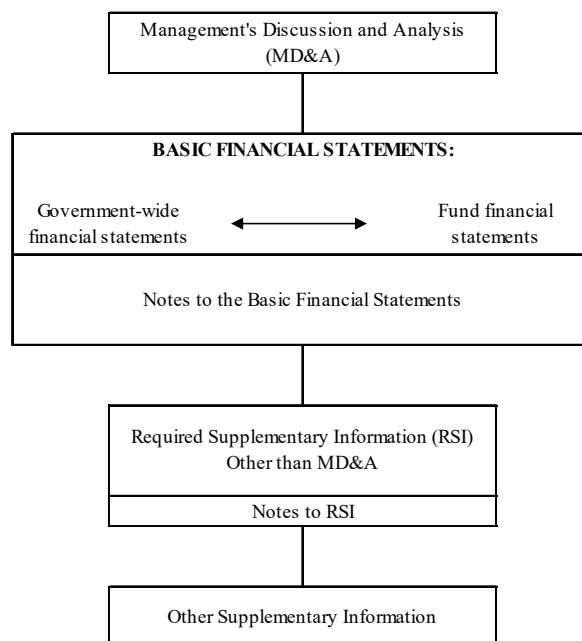 Management's Discussion and Analysis
(MD&A)
BASIC FINANCIAL STATEMENTS:
Government-wide
financial statements
Fund financial
statements
Notes to the Basic Financial Statements
Required Supplementary Information (RSI)
Other than MD&A
Notes to RSI
Other Supplementary Information